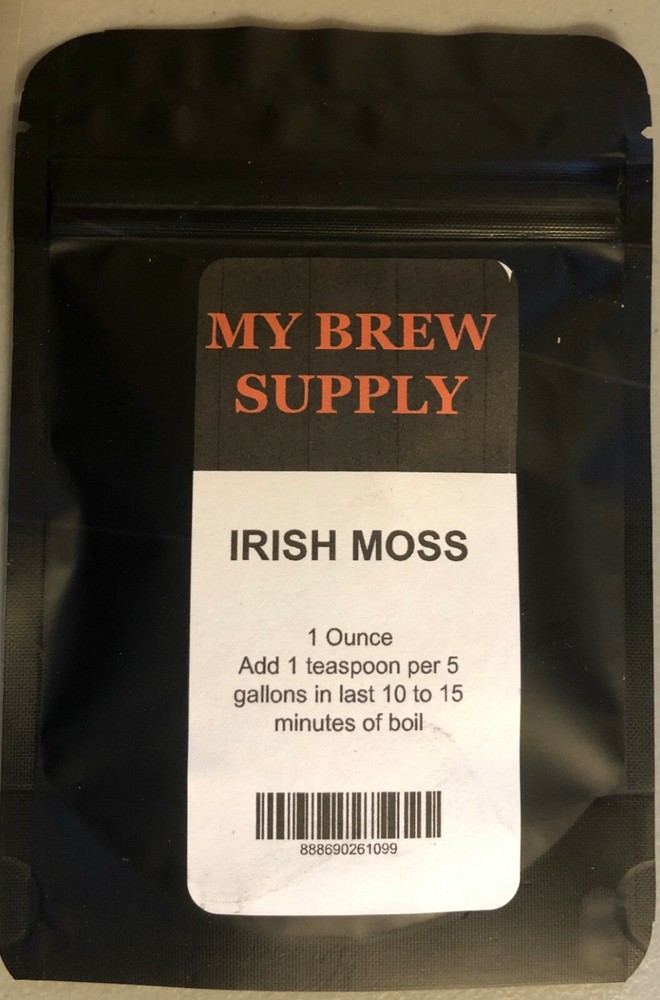 MY BREW
SUPPLY
IRISH MOSS
1 Ounce
Add 1 teaspoon per 5
gallons in last 10 to 15
minutes of boil
888690261099